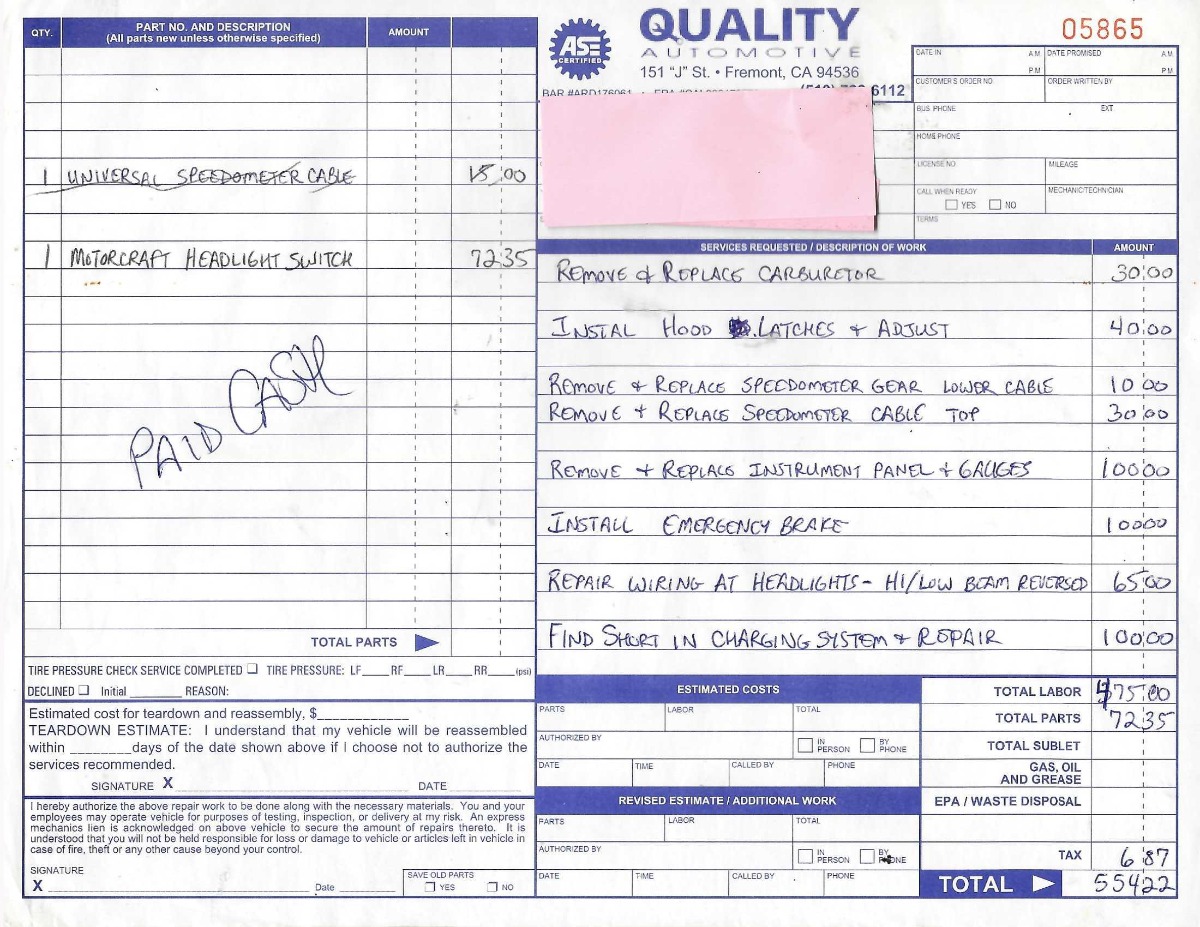 QTY.
PART NO. AND DESCRIPTION
(All parts new unless otherwise specified)
AMOUNT
1 UNIVERSAL SPEEDOMETER CABLE 15 00
1 MOTORCRAFT HEADLIGHT SWITCH 72 35
PAID CASH
TOTAL PARTS
TIRE PRESSURE CHECK SERVICE COMPLETED ☐ TIRE PRESSURE: LF____RF____LR____RR____(psi)
DECLINED ☐ Initial ________ REASON:
Estimated cost for teardown and reassembly, $____________
TEARDOWN ESTIMATE: I understand that my vehicle will be reassembled
within _______days of the date shown above if I choose not to authorize the
services recommended.
SIGNATURE X DATE
I hereby authorize the above repair work to be done along with the necessary materials. You and your
employees may operate vehicle for purposes of testing, inspection, or delivery at my risk. An express
mechanics lien is acknowledged on above vehicle to secure the amount of repairs thereto. It is
understood that you will not be held responsible for loss or damage to vehicle or articles left in vehicle in
case of fire, theft or any other cause beyond your control.
SIGNATURE
X Date
SAVE OLD PARTS
☐ YES ☐ NO
ASE
CERTIFIED
QUALITY
AUTOMOTIVE
151 "J" St. • Fremont, CA 94536
BAR #ARD176061
6112
05865
DATE IN A.M. P.M. DATE PROMISED A.M. P.M.
CUSTOMER'S ORDER NO ORDER WRITTEN BY
BUS PHONE EXT
HOME PHONE
LICENSE NO MILEAGE
CALL WHEN READY MECHANIC/TECHNICIAN
☐ YES ☐ NO
TERMS
SERVICES REQUESTED / DESCRIPTION OF WORK AMOUNT
REMOVE & REPLACE CARBURETOR 30 00
INSTAL HOOD LATCHES & ADJUST 40 00
REMOVE & REPLACE SPEEDOMETER GEAR LOWER CABLE 10 00
REMOVE & REPLACE SPEEDOMETER CABLE TOP 30 00
REMOVE & REPLACE INSTRUMENT PANEL & GAUGES 100 00
INSTALL EMERGENCY BRAKE 100 00
REPAIR WIRING AT HEADLIGHTS - HI/LOW BEAM REVERSED 65 00
FIND SHORT IN CHARGING SYSTEM & REPAIR 100 00
ESTIMATED COSTS
PARTS LABOR TOTAL
AUTHORIZED BY ☐ IN PERSON ☐ BY PHONE
DATE TIME CALLED BY PHONE
REVISED ESTIMATE / ADDITIONAL WORK
PARTS LABOR TOTAL
AUTHORIZED BY ☐ IN PERSON ☐ BY PHONE
DATE TIME CALLED BY PHONE
TOTAL LABOR 475 00
TOTAL PARTS 72 35
TOTAL SUBLET
GAS, OIL
AND GREASE
EPA / WASTE DISPOSAL
TAX 6 87
TOTAL 554 22